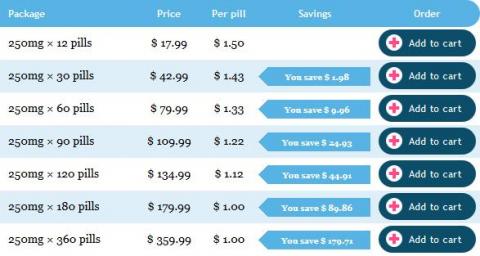 Package Price Per pill Savings Order
250mg × 12 pills $ 17.99 $ 1.50 Add to cart
250mg × 30 pills $ 42.99 $ 1.43 You save $ 1.98 Add to cart
250mg × 60 pills $ 79.99 $ 1.33 You save $ 9.96 Add to cart
250mg × 90 pills $ 109.99 $ 1.22 You save $ 24.93 Add to cart
250mg × 120 pills $ 134.99 $ 1.12 You save $ 44.91 Add to cart
250mg × 180 pills $ 179.99 $ 1.00 You save $ 89.86 Add to cart
250mg × 360 pills $ 359.99 $ 1.00 You save $ 179.71 Add to cart